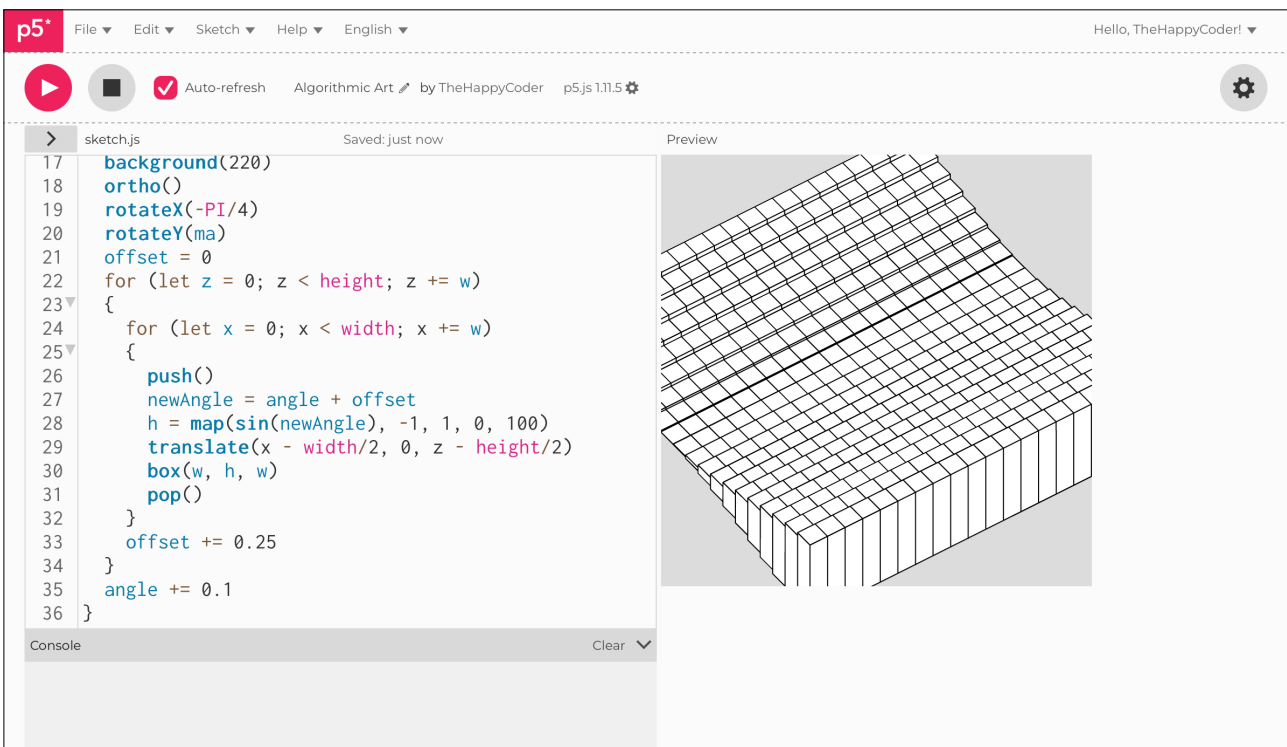 p5* File Edit Sketch Help English Hello, TheHappyCoder!
Auto-refresh Algorithmic Art by TheHappyCoder p5.js 1.11.5
sketch.js Saved: just now Preview
17 background(220)
18 ortho()
19 rotateX(-PI/4)
20 rotateY(ma)
21 offset = 0
22 for (let z = 0; z < height; z += w)
23 {
24 for (let x = 0; x < width; x += w)
25 {
26 push()
27 newAngle = angle + offset
28 h = map(sin(newAngle), -1, 1, 0, 100)
29 translate(x - width/2, 0, z - height/2)
30 box(w, h, w)
31 pop()
32 }
33 offset += 0.25
34 }
35 angle += 0.1
36 }
Console Clear